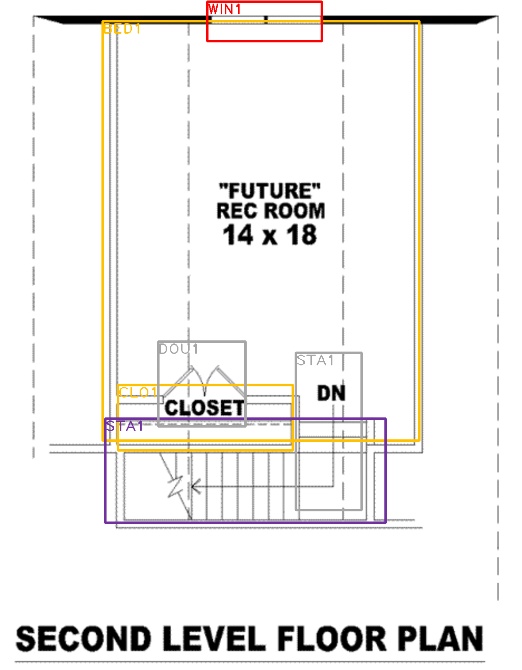 WIN1
BED1
"FUTURE"
REC ROOM
14 x 18
DOU1
STA1
CLO1
DN
CLOSET
STA1
SECOND LEVEL FLOOR PLAN